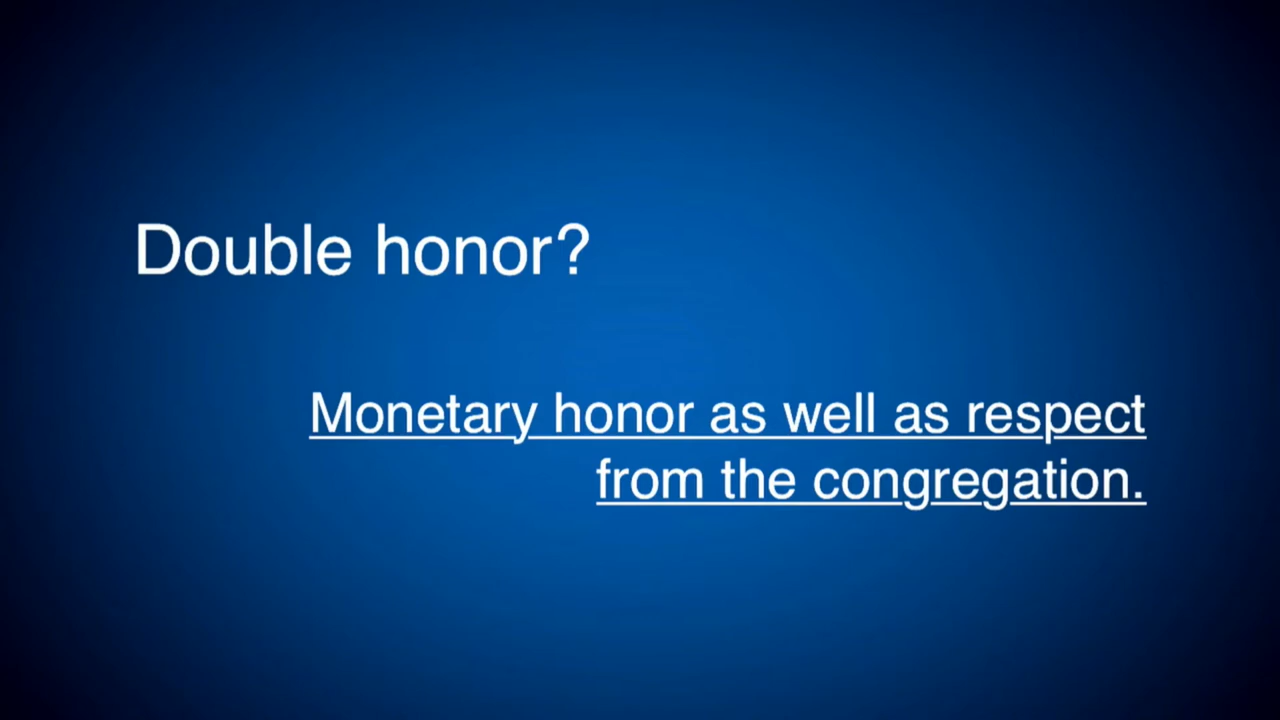 Double honor?
Monetary honor as well as respect
from the congregation.